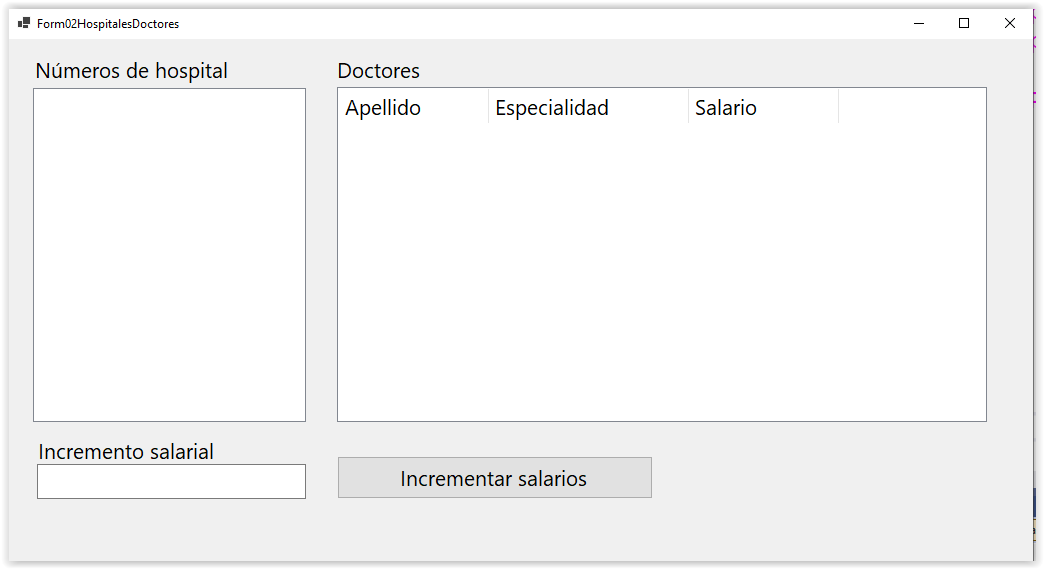 Form02HospitalesDoctores
Números de hospital
Doctores
Apellido Especialidad Salario
Incremento salarial
Incrementar salarios